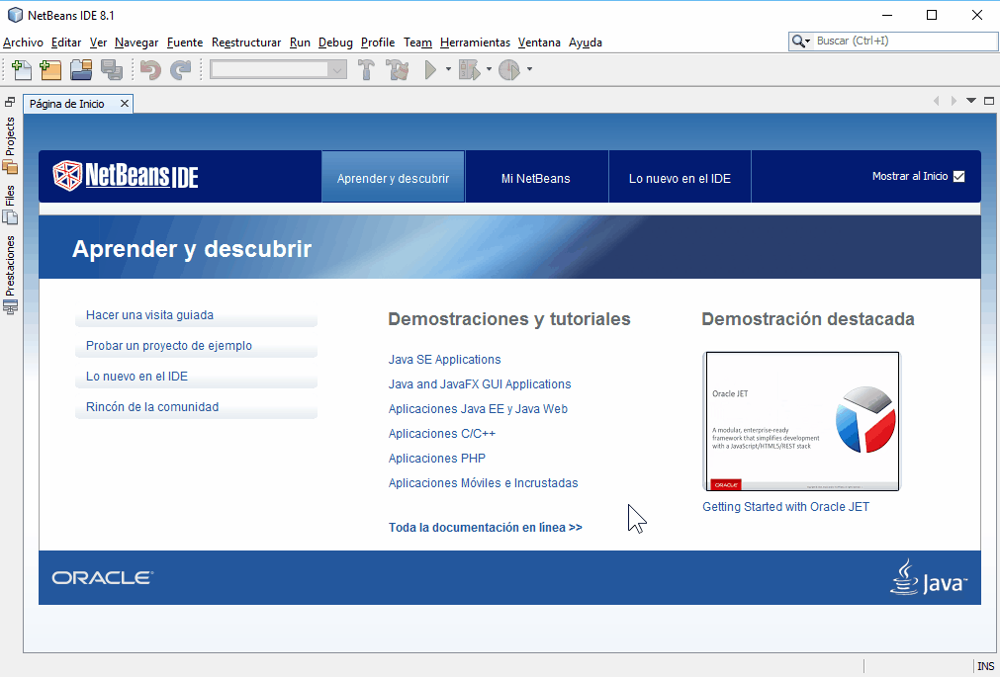 NetBeans IDE 8.1
Archivo Editar Ver Navegar Fuente Reestructurar Run Debug Profile Team Herramientas Ventana Ayuda
Buscar (Ctrl+I)
Página de Inicio
Projects
Files
Prestaciones
NetBeans IDE
Aprender y descubrir
Mi NetBeans
Lo nuevo en el IDE
Mostrar al Inicio
Aprender y descubrir
Hacer una visita guiada
Probar un proyecto de ejemplo
Lo nuevo en el IDE
Rincón de la comunidad
Demostraciones y tutoriales
Java SE Applications
Java and JavaFX GUI Applications
Aplicaciones Java EE y Java Web
Aplicaciones C/C++
Aplicaciones PHP
Aplicaciones Móviles e Incrustadas
Toda la documentación en línea >>
Demostración destacada
Oracle JET
A modular, enterprise-ready
framework that simplifies development
with a JavaScript/HTML5/REST stack
ORACLE
Getting Started with Oracle JET
ORACLE
Java
INS